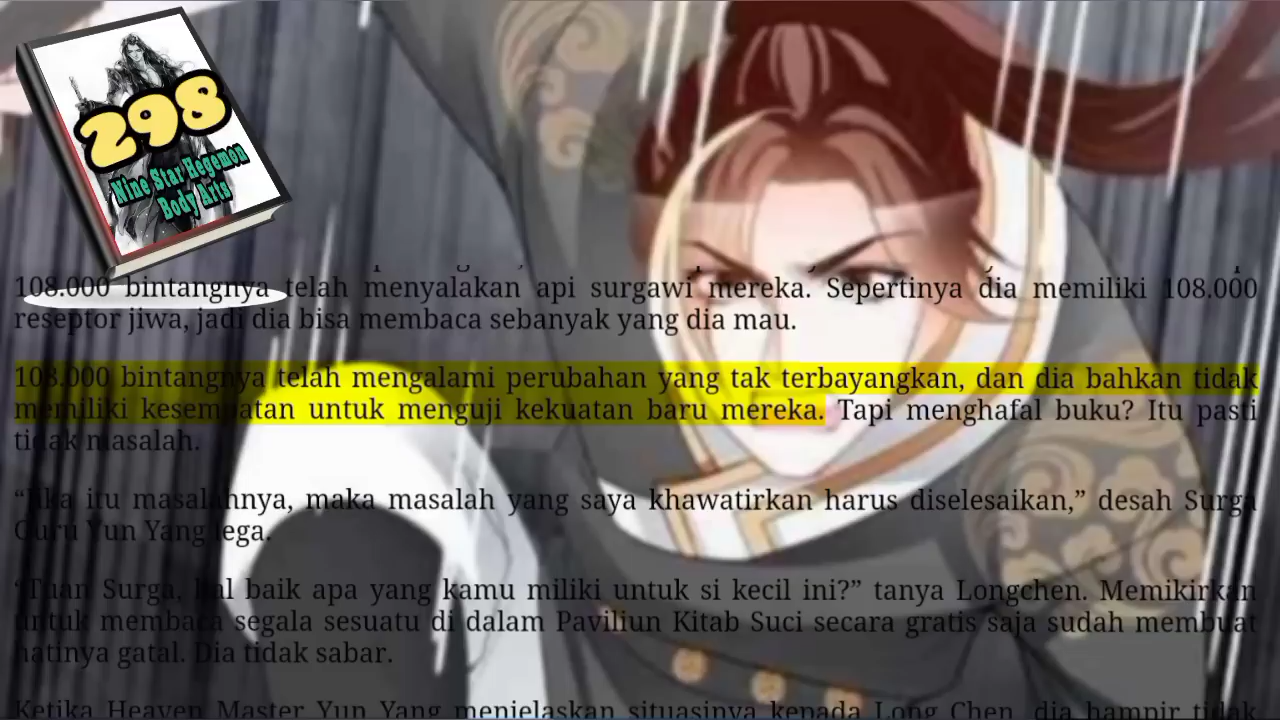 298
Nine Star Hegemon
Body Arts
108.000 bintangnya telah menyalakan api surgawi mereka. Sepertinya dia memiliki 108.000
reseptor jiwa, jadi dia bisa membaca sebanyak yang dia mau.
108.000 bintangnya telah mengalami perubahan yang tak terbayangkan, dan dia bahkan tidak
memiliki kesempatan untuk menguji kekuatan baru mereka. Tapi menghafal buku? Itu pasti
tidak masalah.
“Jika itu masalahnya, maka masalah yang saya khawatirkan harus diselesaikan,” desah Surga
Guru Yun Yang lega.
“Tuan Surga, hal baik apa yang kamu miliki untuk si kecil ini?” tanya Longchen. Memikirkan
untuk membaca segala sesuatu di dalam Paviliun Kitab Suci secara gratis saja sudah membuat
hatinya gatal. Dia tidak sabar.
Ketika Heaven Master Yun Yang menjelaskan situasinya kepada Long Chen, dia hampir tidak